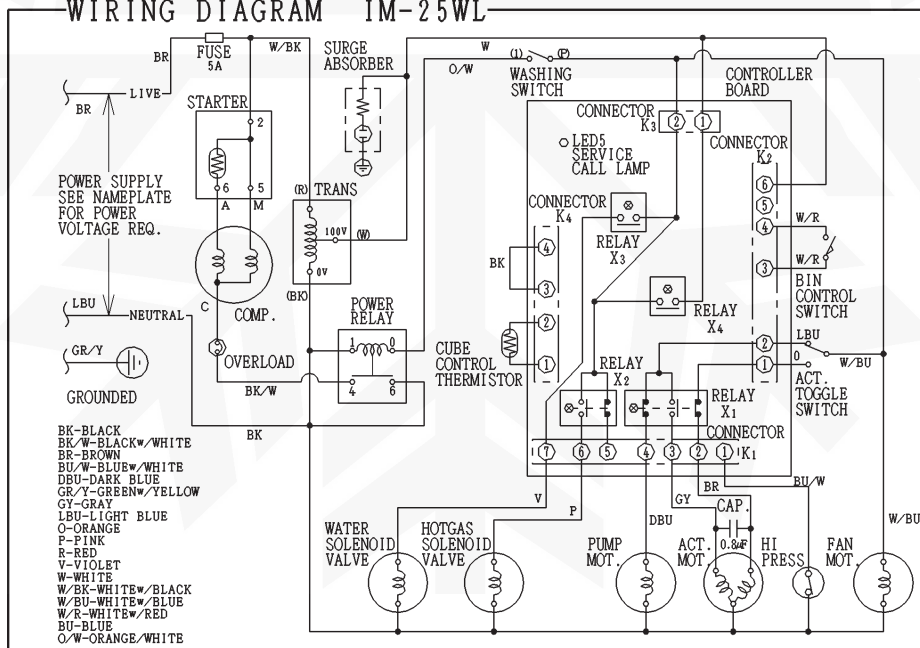 WIRING DIAGRAM IM-25WL
BR
FUSE
5A
W/BK
SURGE
ABSORBER
W
O/W
(1)
(P)
WASHING
SWITCH
CONTROLLER
BOARD
LIVE
BR
STARTER
2
6
5
A
M
CONNECTOR
K3
2
1
LED5
SERVICE
CALL LAMP
CONNECTOR
K2
6
5
4
3
2
1
POWER SUPPLY
SEE NAMEPLATE
FOR POWER
VOLTAGE REQ.
(R)
TRANS
100V
(W)
0V
(BK)
CONNECTOR
K4
4
3
2
1
BK
RELAY
X3
RELAY
X4
W/R
W/R
BIN
CONTROL
SWITCH
LBU
NEUTRAL
C
COMP.
OVERLOAD
POWER
RELAY
1
0
4
6
CUBE
CONTROL
THERMISTOR
LBU
0
W/BU
ACT.
TOGGLE
SWITCH
GR/Y
GROUNDED
BK/W
BK
RELAY
X2
RELAY
X1
CONNECTOR
K1
7
6
5
4
3
2
1
BK-BLACK
BK/W-BLACKw/WHITE
BR-BROWN
BU/W-BLUEw/WHITE
DBU-DARK BLUE
GR/Y-GREENw/YELLOW
GY-GRAY
LBU-LIGHT BLUE
O-ORANGE
P-PINK
R-RED
V-VIOLET
W-WHITE
W/BK-WHITEw/BLACK
W/BU-WHITEw/BLUE
W/R-WHITEw/RED
BU-BLUE
O/W-ORANGE/WHITE
V
P
DBU
GY
BR
BU/W
W/BU
WATER
SOLENOID
VALVE
HOTGAS
SOLENOID
VALVE
PUMP
MOT.
ACT.
MOT.
CAP.
0.8μF
HI
PRESS
FAN
MOT.